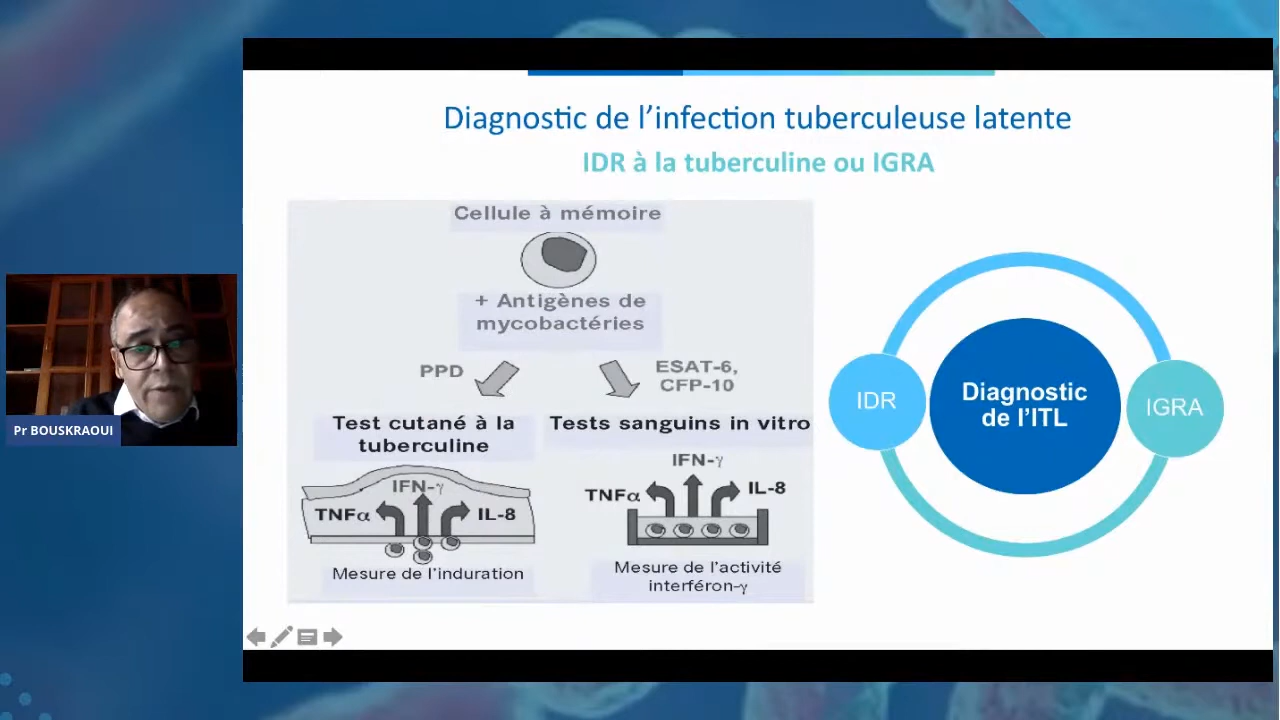 Diagnostic de l’infection tuberculeuse latente
IDR à la tuberculine ou IGRA
Cellule à mémoire
+ Antigènes de
mycobactéries
PPD
ESAT-6,
CFP-10
Test cutané à la
tuberculine
IFN-γ
TNFα
IL-8
Mesure de l’induration
Tests sanguins in vitro
IFN-γ
TNFα
IL-8
Mesure de l’activité
interféron-γ
IDR
Diagnostic
de l’ITL
IGRA
Pr BOUSKRAOUI